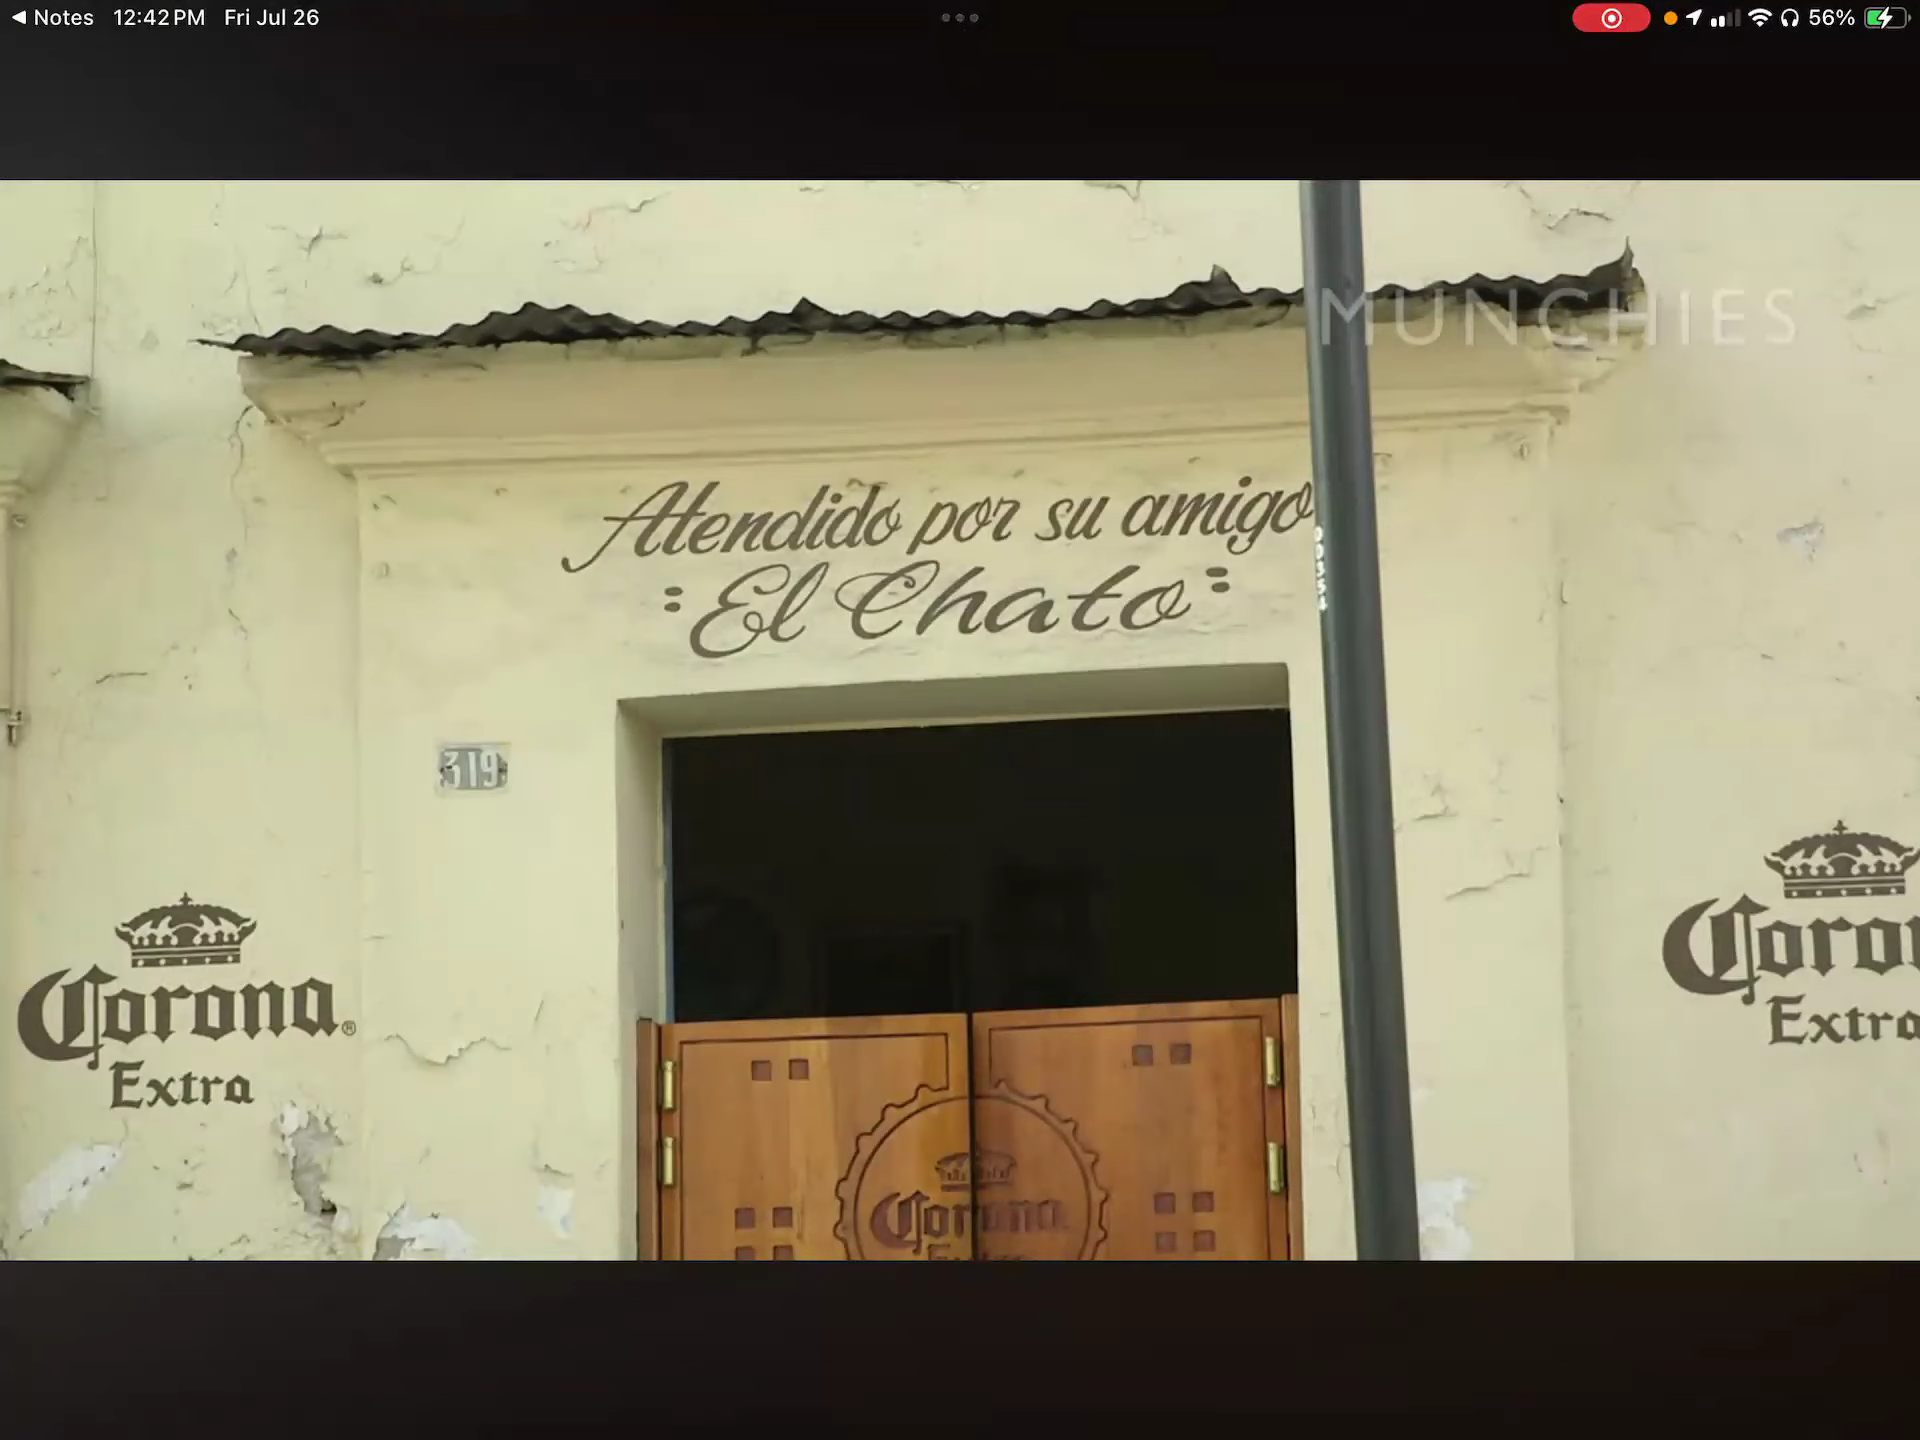 Notes 12:42 PM Fri Jul 26
56%
MUNCHIES
Atendido por su amigo
:El Chato:
319
Corona®
Extra
Coron
Extra
Corona